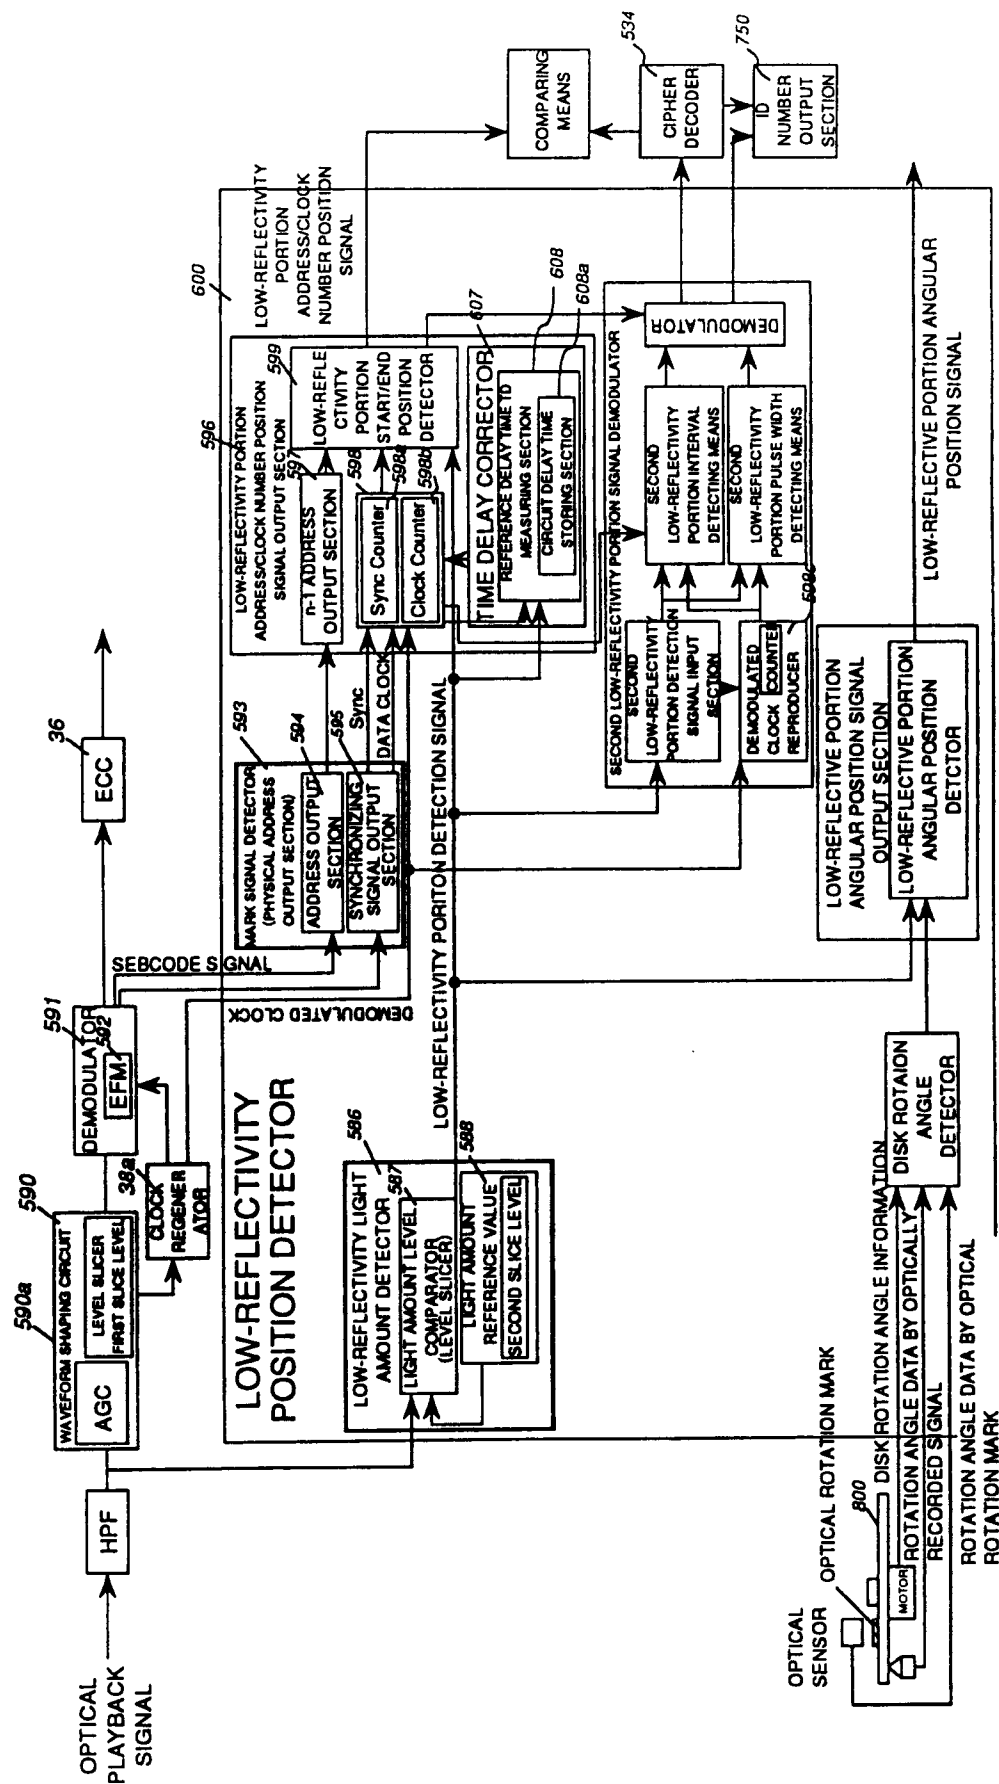 OPTICAL
PLAYBACK
SIGNAL
HPF
590a
590
WAVEFORM SHAPING CIRCUIT
AGC
LEVEL SLICER
FIRST SLICE LEVEL
38a
CLOCK
REGENER
ATOR
591
DEMODULATOR
592
EFM
36
ECC
SEBCODE SIGNAL
DEMODULATED CLOCK
600
LOW-REFLECTIVITY
POSITION DETECTOR
586
LOW-REFLECTIVITY LIGHT
AMOUNT DETECTOR
587
LIGHT AMOUNT LEVEL
COMPARATOR
(LEVEL SLICER)
588
LIGHT AMOUNT
REFERENCE VALUE
SECOND SLICE LEVEL
LOW-REFLECTIVITY PORITON DETECTION SIGNAL
593
MARK SIGNAL DETECTOR
(PHYSICAL ADDRESS
OUTPUT SECTION)
594
ADDRESS OUTPUT
SECTION
595
SYNCHRONIZING
SIGNAL OUTPUT
SECTION
Sync
DATA CLOCK
596
LOW-REFLECTIVITY PORTION
ADDRESS/CLOCK NUMBER POSITION
SIGNAL OUTPUT SECTION
597
n-1 ADDRESS
OUTPUT SECTION
598
598a
Sync Counter
598b
Clock Counter
599
LOW-REFLE
CTIVITY
PORTION
START/END
POSITION
DETECTOR
LOW-REFLECTIVITY
PORTION
ADDRESS/CLOCK
NUMBER POSITION
SIGNAL
607
TIME DELAY CORRECTOR
608
REFERENCE DELAY TIME TD
MEASURING SECTION
608a
CIRCUIT DELAY TIME
STORING SECTION
COMPARING
MEANS
534
CIPHER
DECODER
750
ID
NUMBER
OUTPUT
SECTION
SECOND LOW-REFLECTIVITY PORTION SIGNAL DEMODULATOR
SECOND
LOW-REFLECTIVITY
PORTION DETECTION
SIGNAL INPUT
SECTION
DEMODULATED
CLOCK COUNTER
REPRODUCER
SECOND
LOW-REFLECTIVITY
PORTION INTERVAL
DETECTING MEANS
SECOND
LOW-REFLECTIVITY
PORTION PULSE WIDTH
DETECTING MEANS
DEMODULATOR
LOW-REFLECTIVE PORTION
ANGULAR POSITION SIGNAL
OUTPUT SECTION
LOW-REFLECTIVE PORTION
ANGULAR POSITION
DETCTOR
LOW-REFLECTIVE PORTION ANGULAR
POSITION SIGNAL
DISK ROTAION
ANGLE
DETECTOR
OPTICAL
SENSOR
OPTICAL ROTATION MARK
800
MOTOR
DISK ROTATION ANGLE INFORMATION
ROTATION ANGLE DATA BY OPTICALLY
RECORDED SIGNAL
ROTATION ANGLE DATA BY OPTICAL
ROTATION MARK